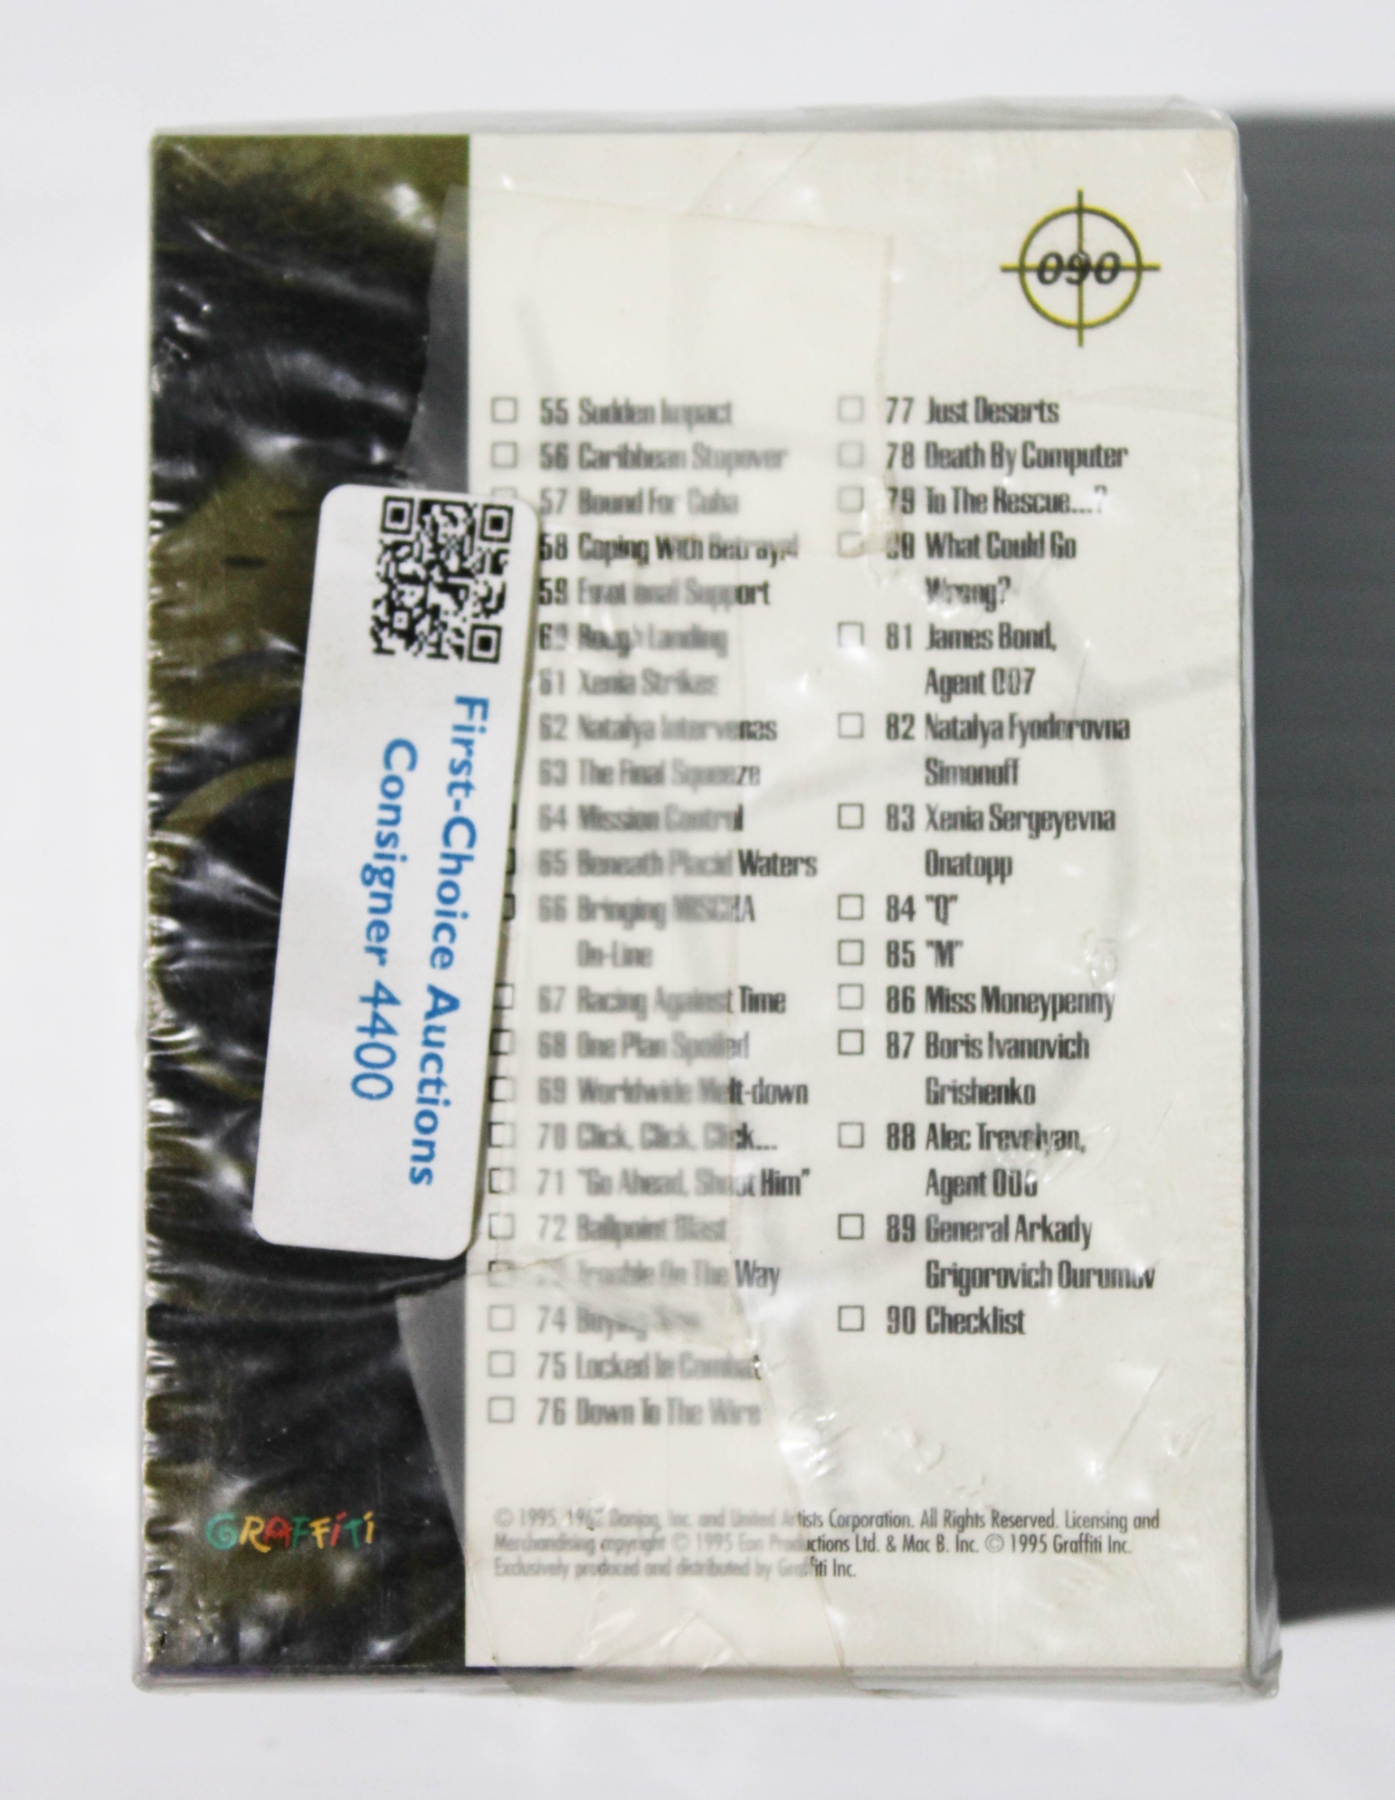 090
55 Sudden Impact
56 Caribbean Stopover
57 Bound For Cuba
58 Coping With Betrayal
59 Emotional Support
60 Rough Landing
61 Xenia Strikes
62 Natalya Intervenes
63 The Final Squeeze
64 Mission Control
65 Beneath Placid Waters
66 Bringing MISCHA
On-Line
67 Racing Against Time
68 One Plan Spoiled
69 Worldwide Melt-down
70 Click, Click, Click...
71 "Go Ahead, Shoot Him"
72 Ballpoint Blast
Trouble On The Way
74 Buying Time
75 Locked In Combat
76 Down To The Wire
77 Just Deserts
78 Death By Computer
79 To The Rescue...?
80 What Could Go
Wrong?
81 James Bond,
Agent 007
82 Natalya Fyodorovna
Simonoff
83 Xenia Sergeyevna
Onatopp
84 "Q"
85 "M"
86 Miss Moneypenny
87 Boris Ivanovich
Grishenko
88 Alec Trevelyan,
Agent 006
89 General Arkady
Grigorovich Ourumov
90 Checklist
First-Choice Auctions
Consigner 4400
GRAFFITI
© 1995, Danjaq, Inc. and United Artists Corporation. All Rights Reserved. Licensing and
Merchandising copyright © 1995 Eon Productions Ltd. & Mac B. Inc. © 1995 Graffiti Inc.
Exclusively produced and distributed by Graffiti Inc.